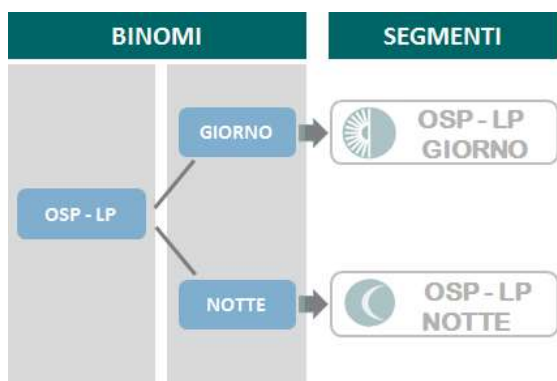 BINOMI
SEGMENTI
GIORNO
OSP - LP
GIORNO
OSP - LP
NOTTE
OSP - LP
NOTTE